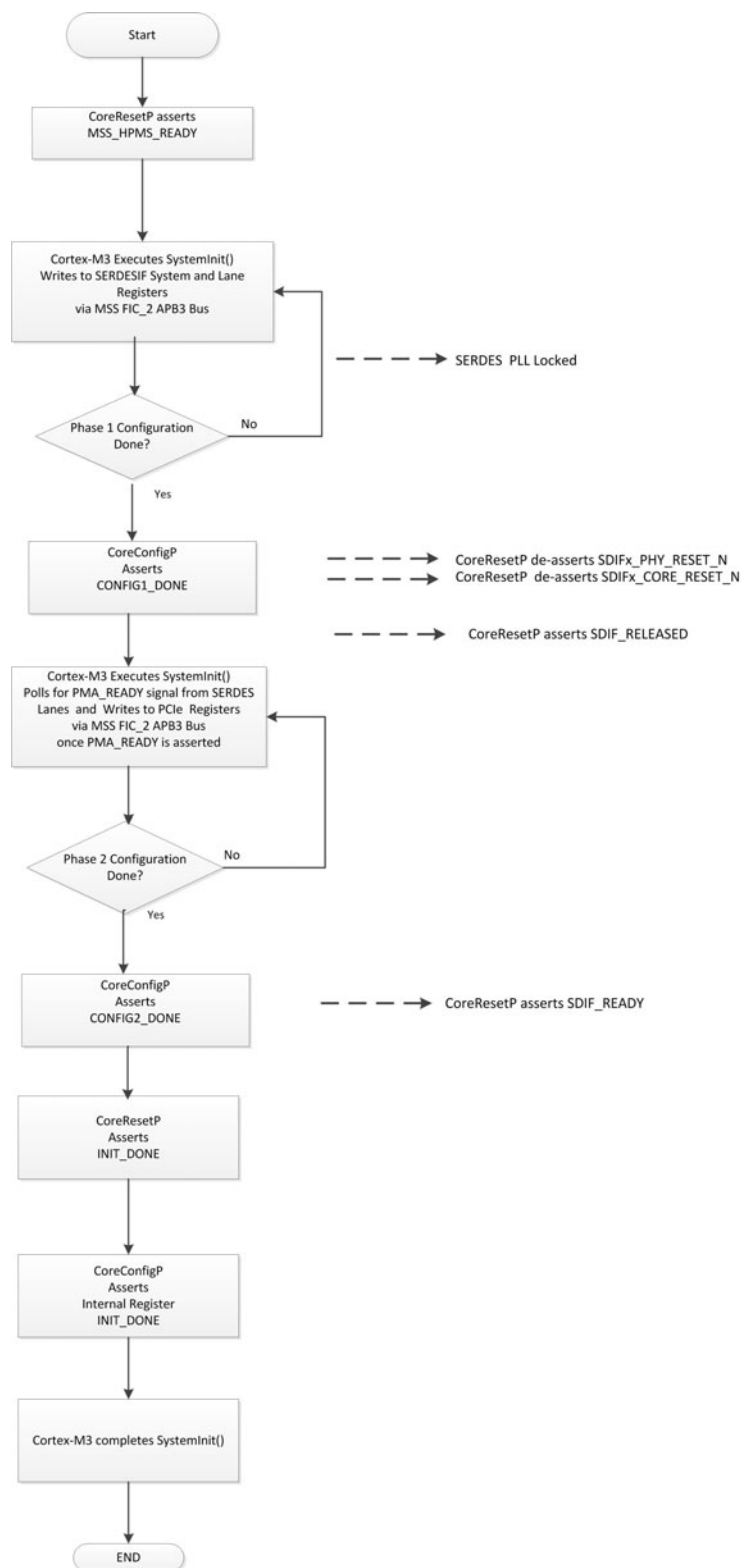 Start
CoreResetP asserts
MSS_HPMS_READY
Cortex-M3 Executes SystemInit()
Writes to SERDESIF System and Lane
Registers
via MSS FIC_2 APB3 Bus
SERDES PLL Locked
Phase 1 Configuration
Done?
No
Yes
CoreConfigP
Asserts
CONFIG1_DONE
CoreResetP de-asserts SDIFx_PHY_RESET_N
CoreResetP de-asserts SDIFx_CORE_RESET_N
CoreResetP asserts SDIF_RELEASED
Cortex-M3 Executes SystemInit()
Polls for PMA_READY signal from SERDES
Lanes and Writes to PCIe Registers
via MSS FIC_2 APB3 Bus
once PMA_READY is asserted
Phase 2 Configuration
Done?
No
Yes
CoreConfigP
Asserts
CONFIG2_DONE
CoreResetP asserts SDIF_READY
CoreResetP
Asserts
INIT_DONE
CoreConfigP
Asserts
Internal Register
INIT_DONE
Cortex-M3 completes SystemInit()
END